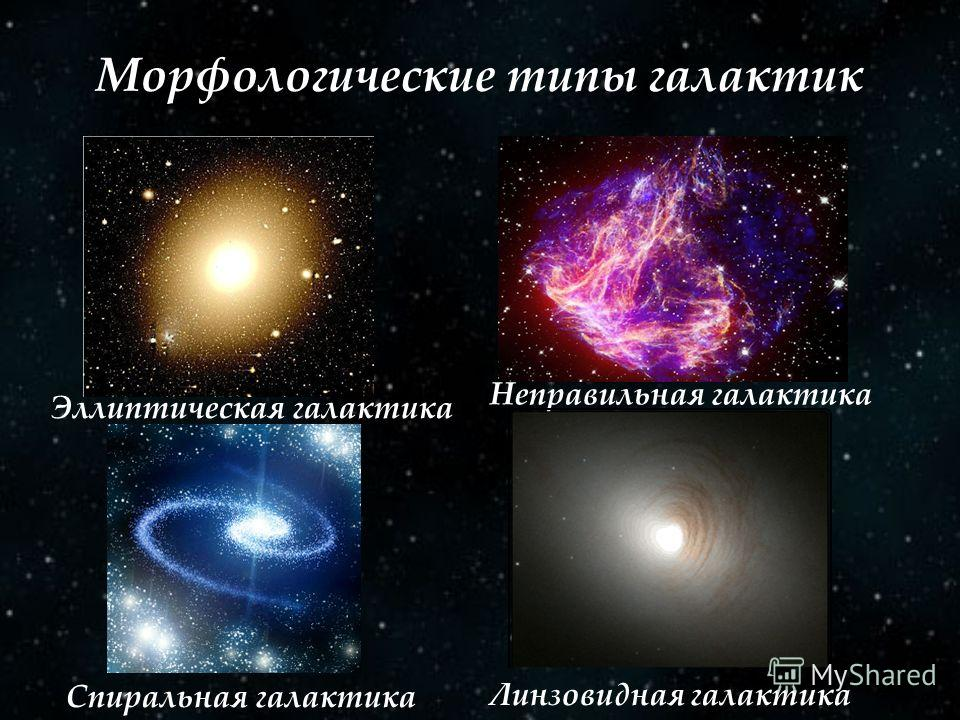 Морфологические типы галактик
Эллиптическая галактика
Неправильная галактика
Спиральная галактика
Линзовидная галактика
MyShared